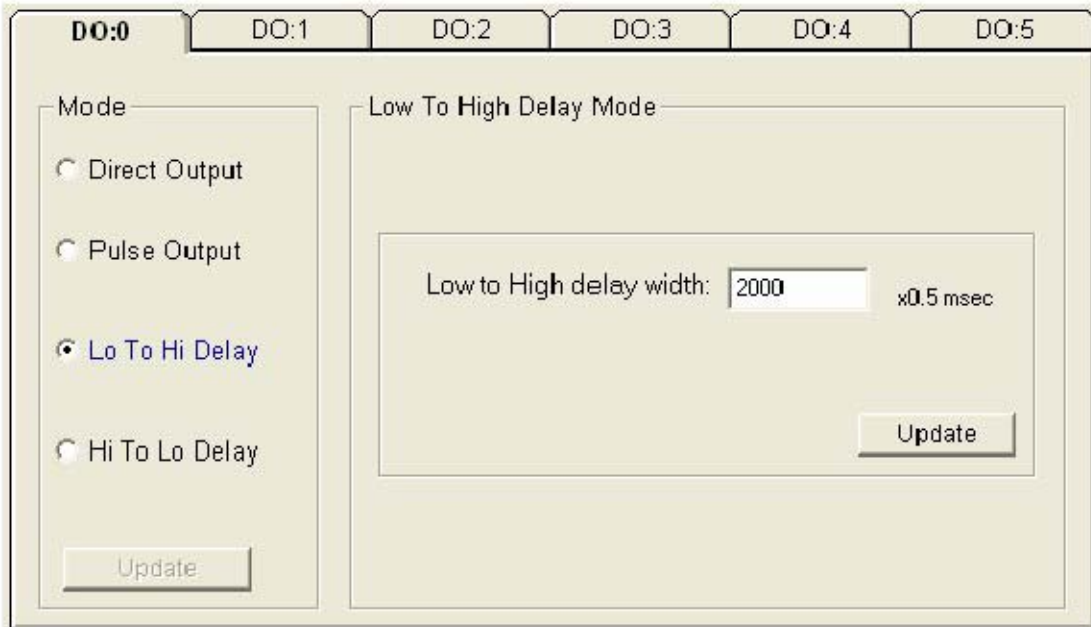 DO:0 DO:1 DO:2 DO:3 DO:4 DO:5
Mode
Direct Output
Pulse Output
Lo To Hi Delay
Hi To Lo Delay
Update
Low To High Delay Mode
Low to High delay width: 2000 x0.5 msec
Update